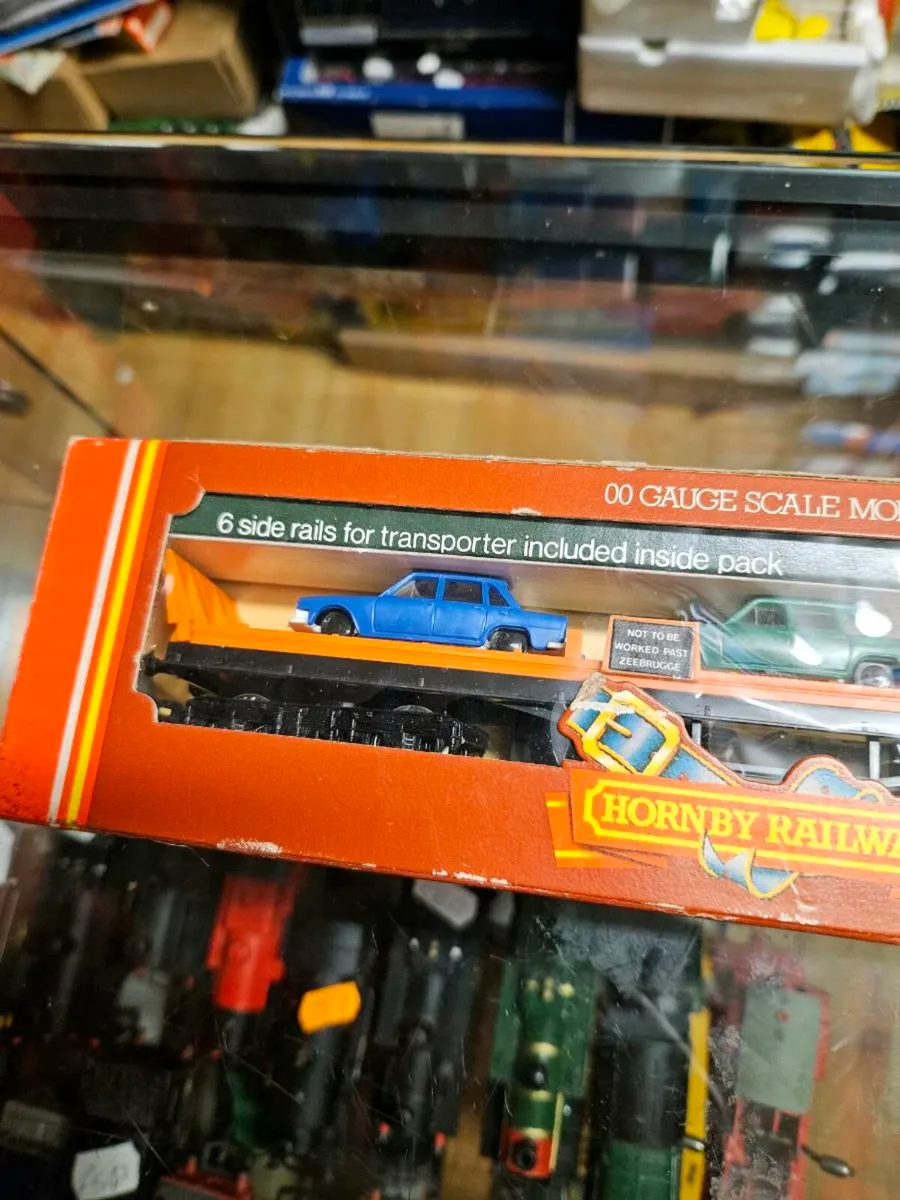 00 GAUGE SCALE MO
6 side rails for transporter included inside pack
NOT TO BE
WORKED PAST
ZEEBRUGGE
HORNBY RAILWA